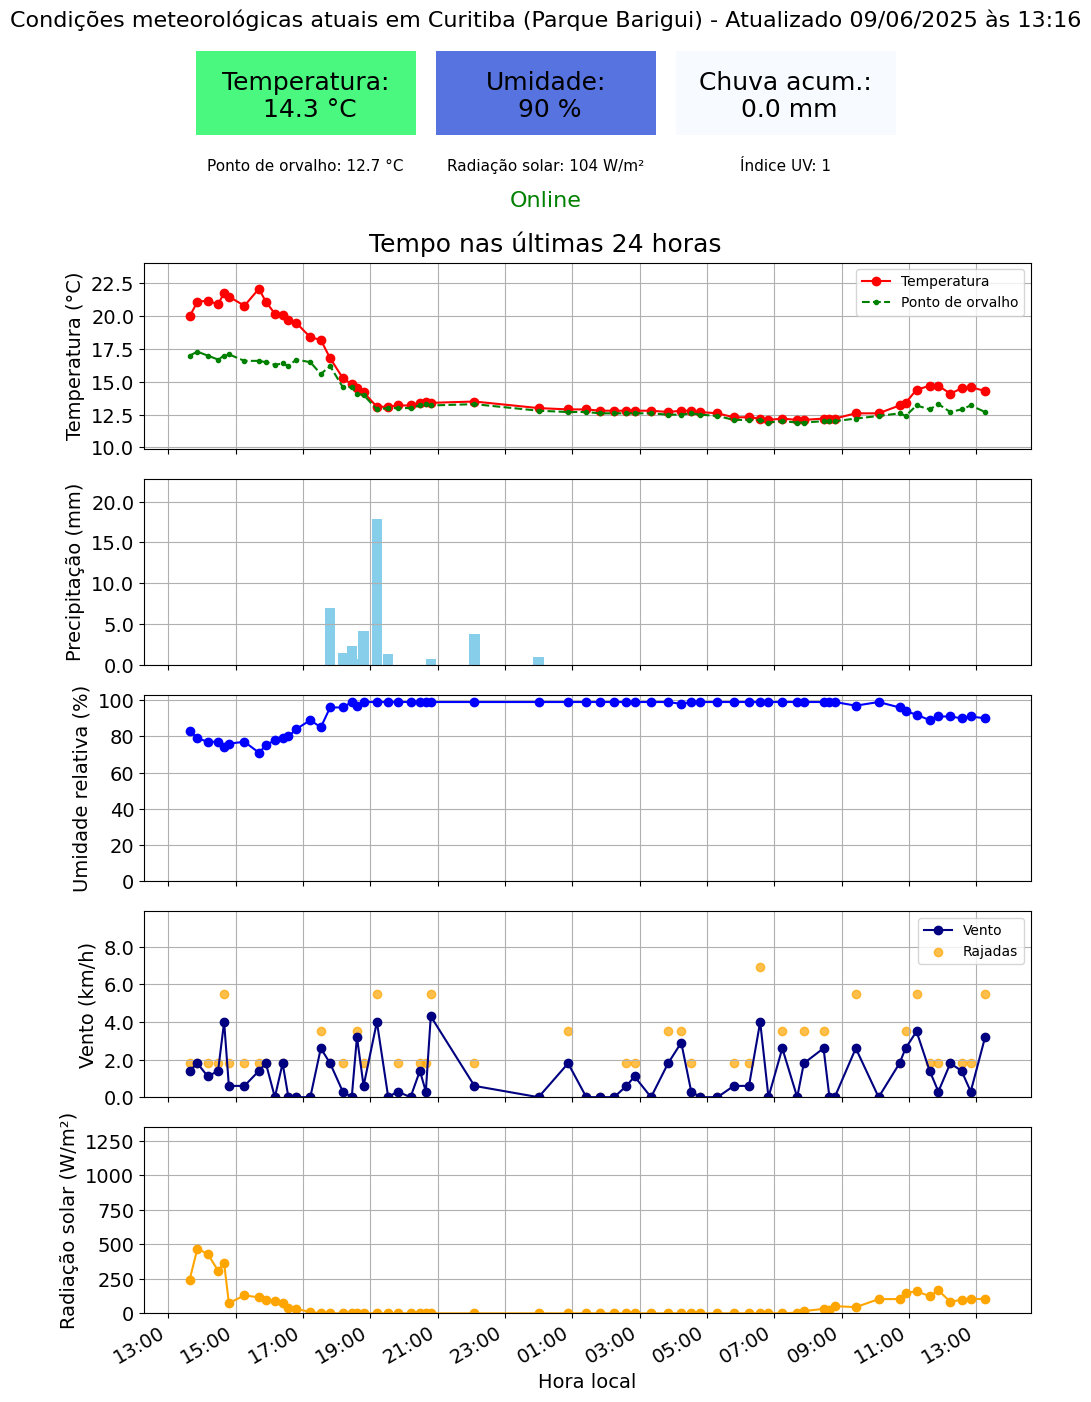 Condições meteorológicas atuais em Curitiba (Parque Barigui) - Atualizado 09/06/2025 às 13:16
Temperatura:
14.3 °C
Umidade:
90 %
Chuva acum.:
0.0 mm
Ponto de orvalho: 12.7 °C
Radiação solar: 104 W/m²
Índice UV: 1
Online
Tempo nas últimas 24 horas
Temperatura (°C)
22.5
20.0
17.5
15.0
12.5
10.0
Temperatura
Ponto de orvalho
Precipitação (mm)
20.0
15.0
10.0
5.0
0.0
Umidade relativa (%)
100
80
60
40
20
0
Vento (km/h)
8.0
6.0
4.0
2.0
0.0
Vento
Rajadas
Radiação solar (W/m²)
1250
1000
750
500
250
0
13:00
15:00
17:00
19:00
21:00
23:00
01:00
03:00
05:00
07:00
09:00
11:00
13:00
Hora local